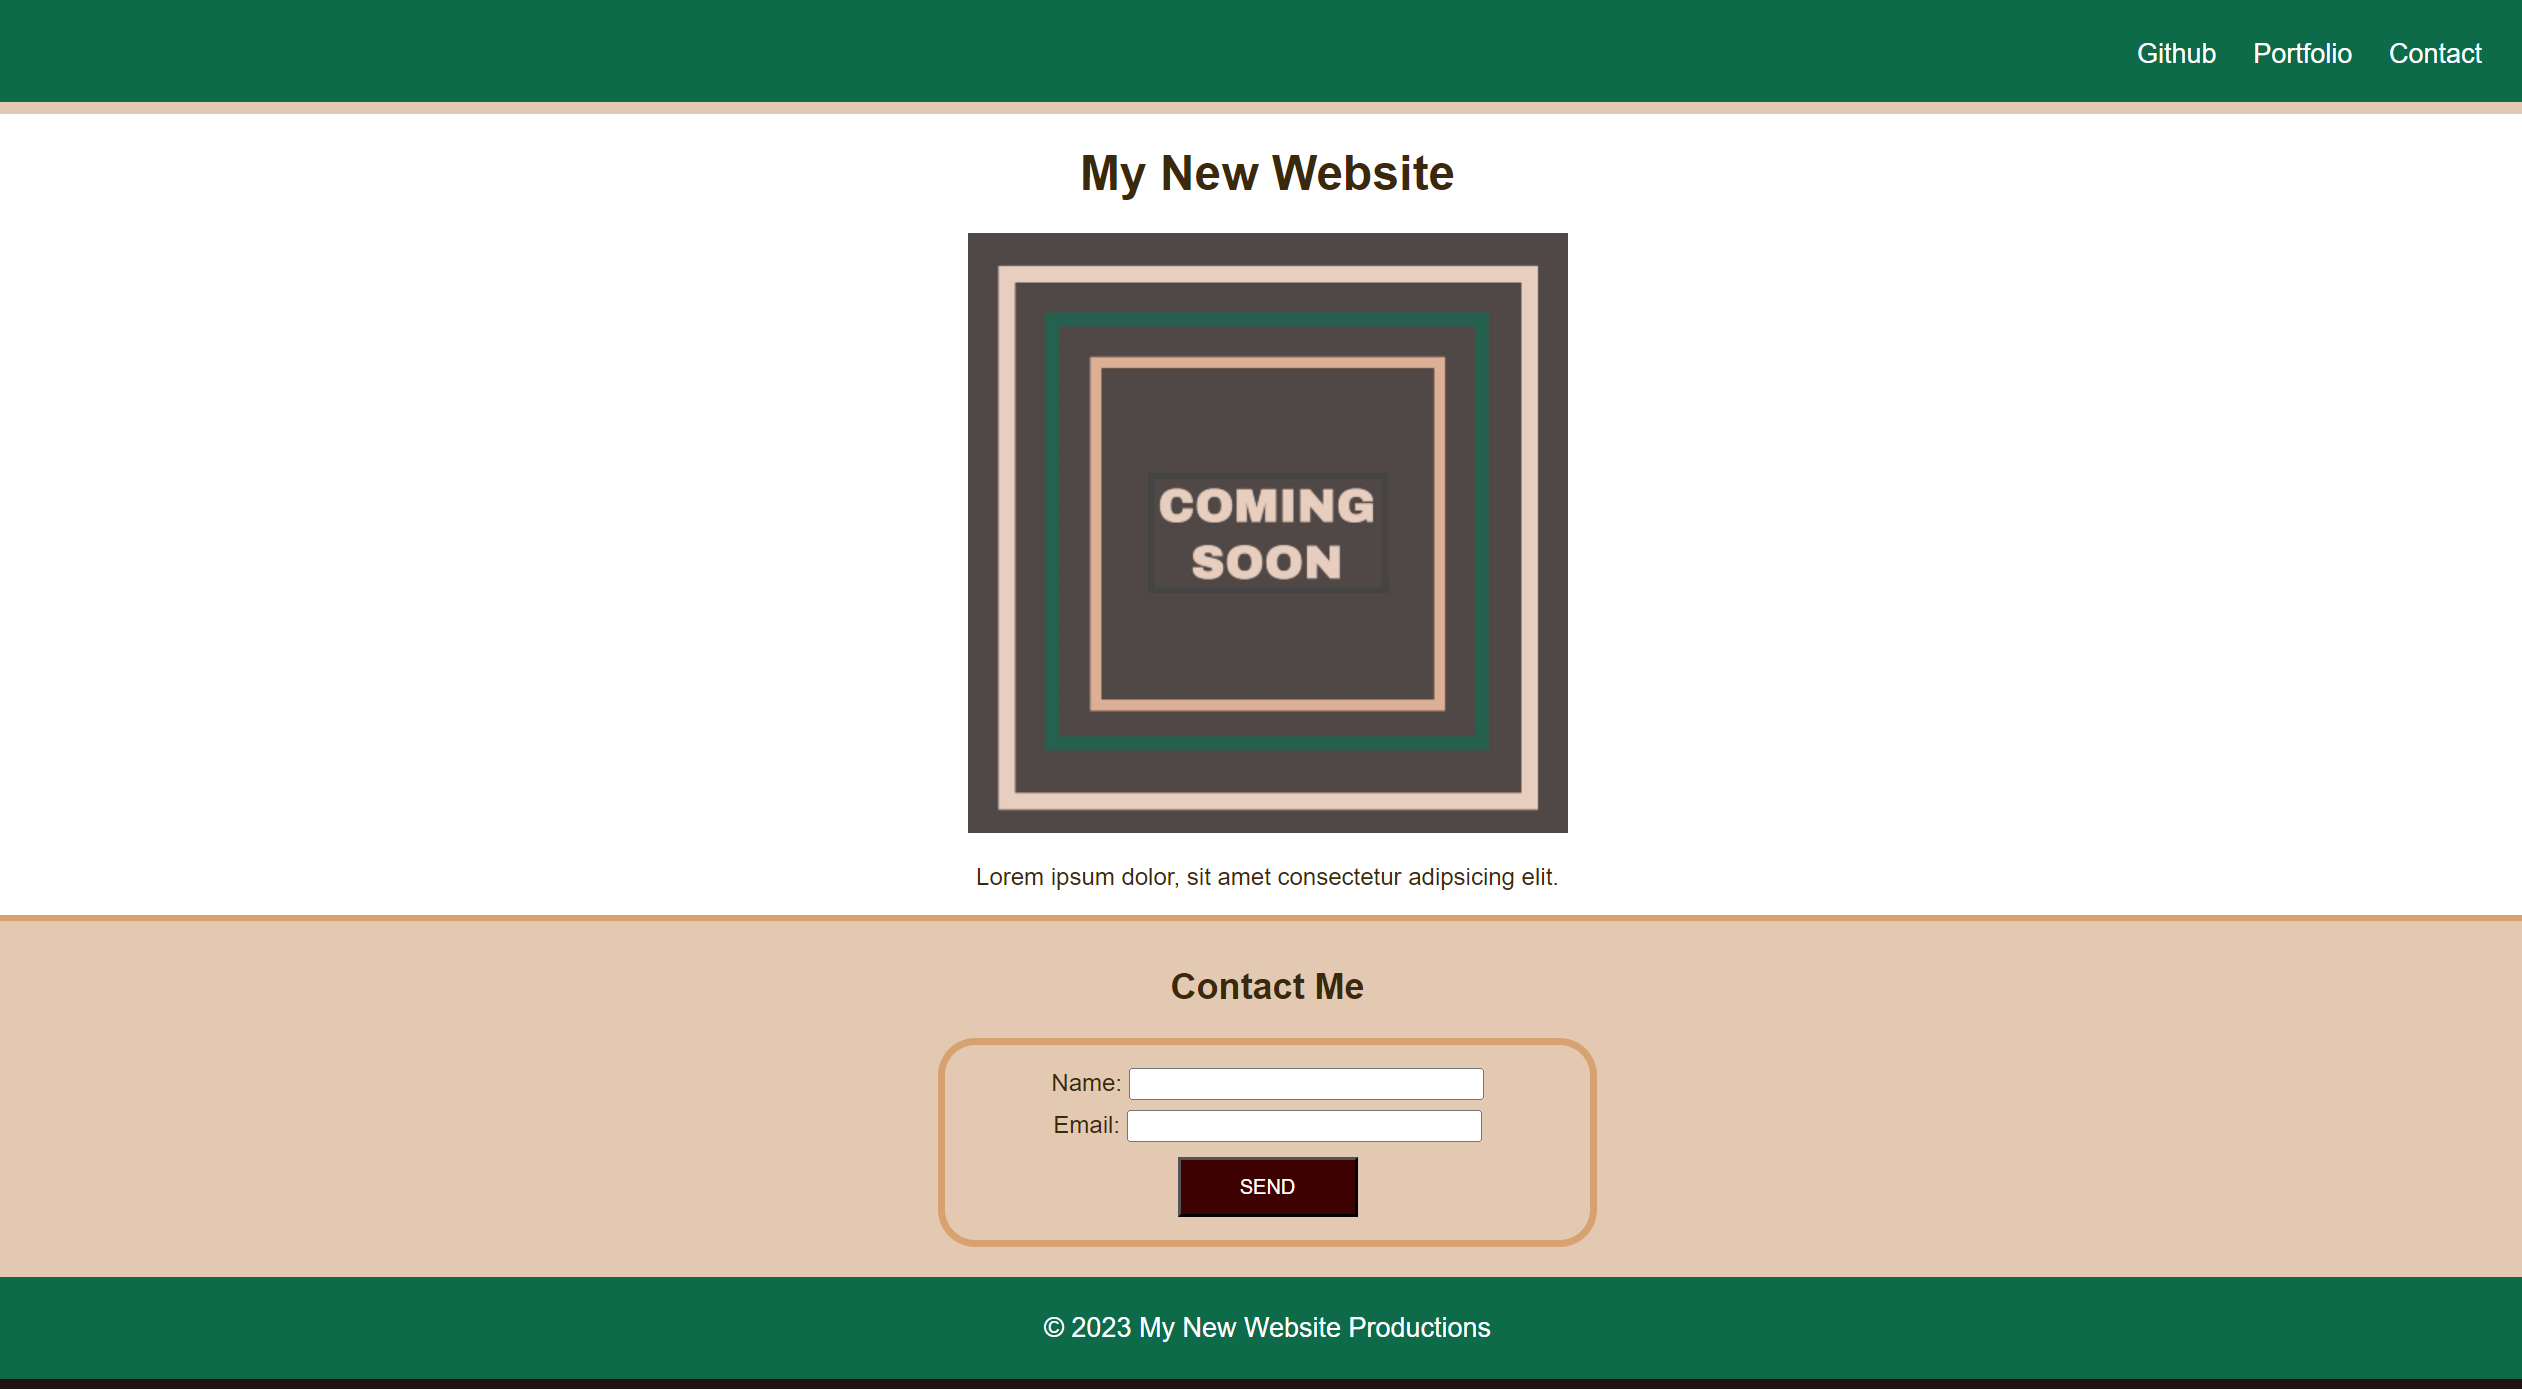 Github Portfolio Contact
My New Website
COMING
SOON
Lorem ipsum dolor, sit amet consectetur adipsicing elit.
Contact Me
Name:
Email:
SEND
© 2023 My New Website Productions